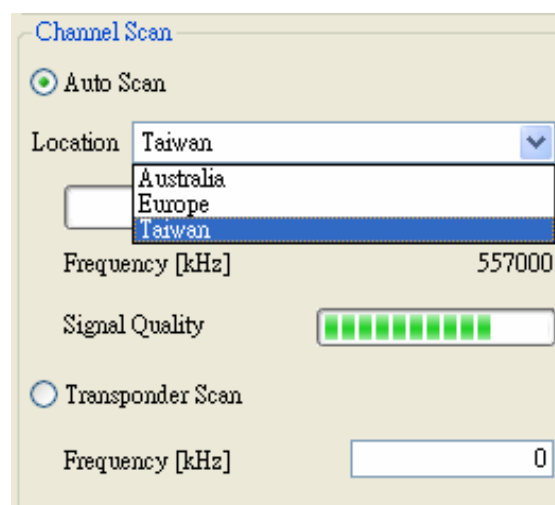 Channel Scan
Auto Scan
Location Taiwan
Australia
Europe
Taiwan
Frequency [kHz] 557000
Signal Quality
Transponder Scan
Frequency [kHz] 0